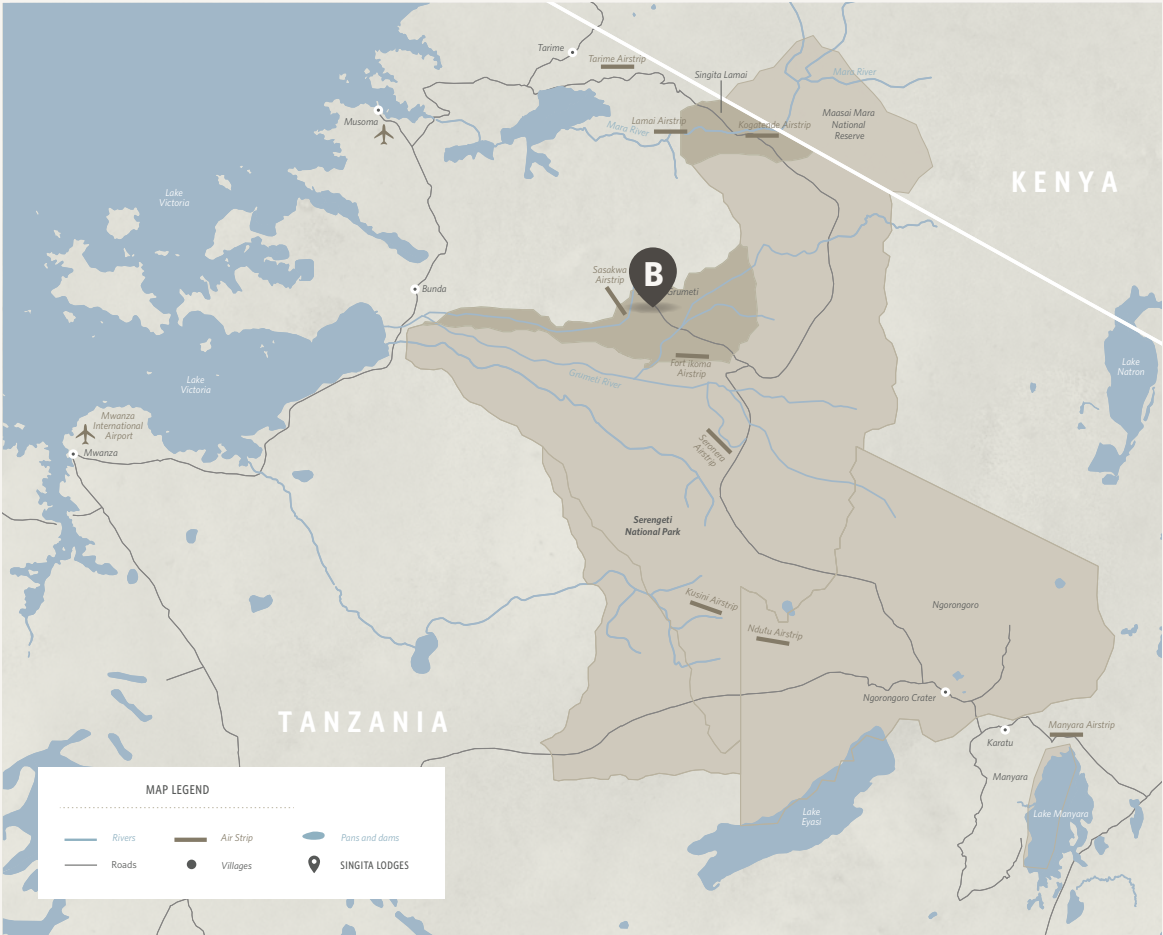 Tarime
Tarime Airstrip
Singita Lamai
Mara River
Musoma
Lamai Airstrip
Mara River
Kogatende Airstrip
Maasai Mara
National
Reserve
KENYA
Lake
Victoria
Sasakwa
Airstrip
B
Grumeti
Bunda
Fort Ikoma
Airstrip
Grumeti River
Lake
Natron
Lake
Victoria
Mwanza
International
Airport
Mwanza
Seronera
Airstrip
Serengeti
National Park
Kusini Airstrip
Ndutu Airstrip
Ngorongoro
Ngorongoro Crater
TANZANIA
Manyara Airstrip
Karatu
Manyara
Lake
Eyasi
Lake Manyara
MAP LEGEND
Rivers
Air Strip
Pans and dams
Roads
Villages
SINGITA LODGES